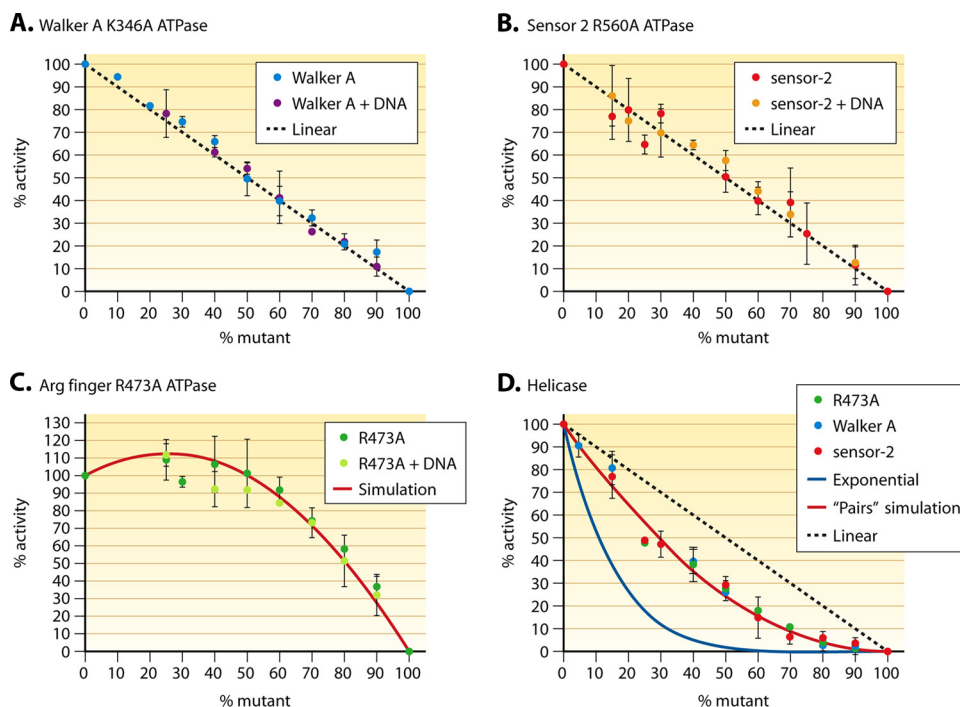 A. Walker A K346A ATPase
100
90
80
70
60
50
40
30
20
10
0
% activity
Walker A
Walker A + DNA
Linear
0 10 20 30 40 50 60 70 80 90 100
% mutant
B. Sensor 2 R560A ATPase
100
90
80
70
60
50
40
30
20
10
0
% activity
sensor-2
sensor-2 + DNA
Linear
0 10 20 30 40 50 60 70 80 90 100
% mutant
C. Arg finger R473A ATPase
130
120
110
100
90
80
70
60
50
40
30
20
10
0
% activity
R473A
R473A + DNA
Simulation
0 10 20 30 40 50 60 70 80 90 100
% mutant
D. Helicase
100
90
80
70
60
50
40
30
20
10
0
% activity
R473A
Walker A
sensor-2
Exponential
“Pairs” simulation
Linear
0 10 20 30 40 50 60 70 80 90 100
% mutant